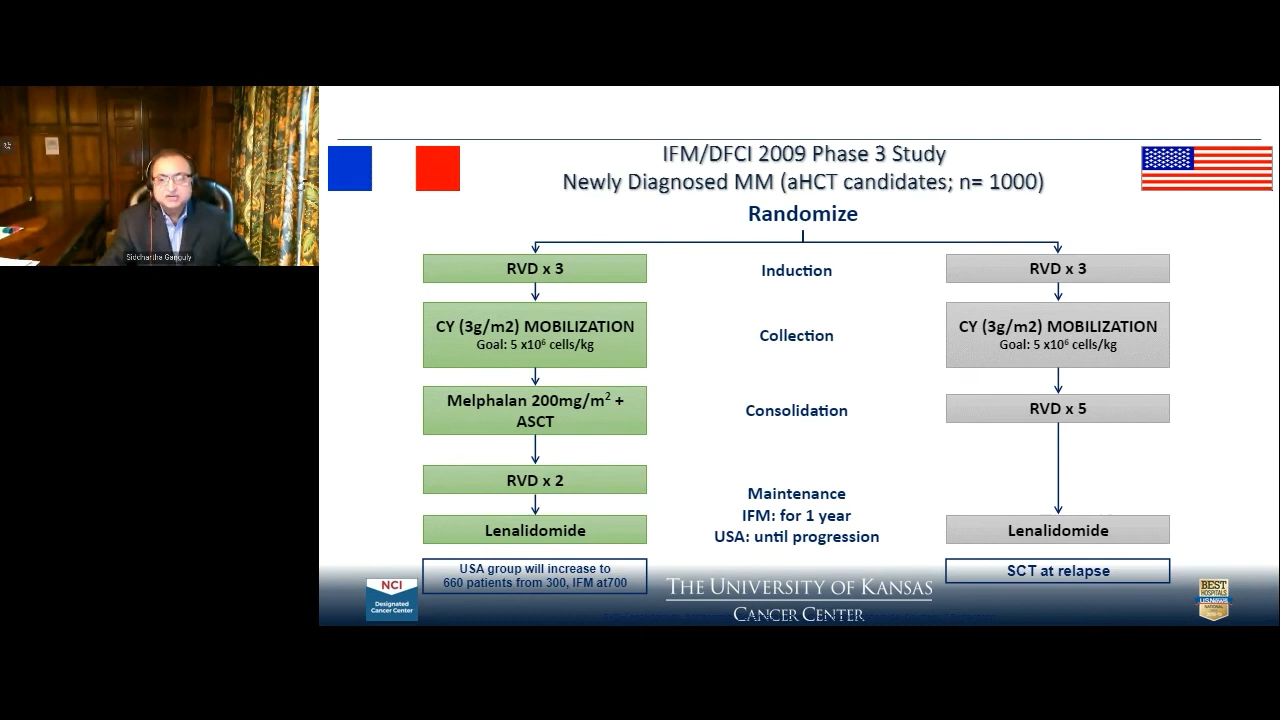 Siddhartha Ganguly
IFM/DFCI 2009 Phase 3 Study
Newly Diagnosed MM (aHCT candidates; n= 1000)
Randomize
RVD x 3
Induction
RVD x 3
CY (3g/m2) MOBILIZATION
Goal: 5 x10⁶ cells/kg
Collection
CY (3g/m2) MOBILIZATION
Goal: 5 x10⁶ cells/kg
Melphalan 200mg/m² +
ASCT
Consolidation
RVD x 5
RVD x 2
Maintenance
IFM: for 1 year
USA: until progression
Lenalidomide
Lenalidomide
USA group will increase to
660 patients from 300, IFM at700
SCT at relapse
NCI
Designated
Cancer Center
THE UNIVERSITY OF KANSAS
CANCER CENTER
BEST
HOSPITALS
U.S.NEWS
NATIONAL